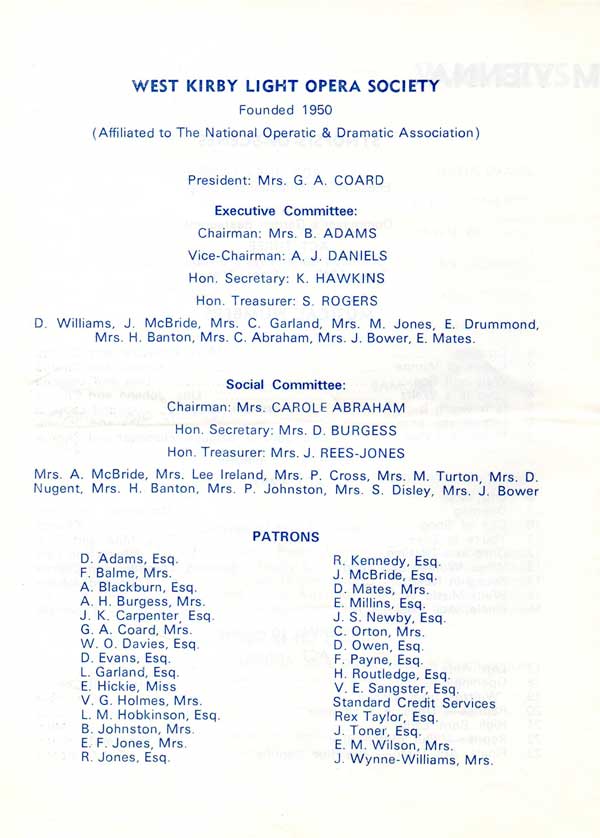 WEST KIRBY LIGHT OPERA SOCIETY
Founded 1950
(Affiliated to The National Operatic & Dramatic Association)
President: Mrs. G. A. COARD
Executive Committee:
Chairman: Mrs. B. ADAMS
Vice-Chairman: A. J. DANIELS
Hon. Secretary: K. HAWKINS
Hon. Treasurer: S. ROGERS
D. Williams, J. McBride, Mrs. C. Garland, Mrs. M. Jones, E. Drummond,
Mrs. H. Banton, Mrs. C. Abraham, Mrs. J. Bower, E. Mates.
Social Committee:
Chairman: Mrs. CAROLE ABRAHAM
Hon. Secretary: Mrs. D. BURGESS
Hon. Treasurer: Mrs. J. REES-JONES
Mrs. A. McBride, Mrs. Lee Ireland, Mrs. P. Cross, Mrs. M. Turton, Mrs. D.
Nugent, Mrs. H. Banton, Mrs. P. Johnston, Mrs. S. Disley, Mrs. J. Bower
PATRONS
D. Adams, Esq.
F. Balme, Mrs.
A. Blackburn, Esq.
A. H. Burgess, Mrs.
J. K. Carpenter, Esq.
G. A. Coard, Mrs.
W. O. Davies, Esq.
D. Evans, Esq.
L. Garland, Esq.
E. Hickie, Miss
V. G. Holmes, Mrs.
L. M. Hobkinson, Esq.
B. Johnston, Mrs.
E. F. Jones, Mrs.
R. Jones, Esq.
R. Kennedy, Esq.
J. McBride, Esq.
D. Mates, Mrs.
E. Millins, Esq.
J. S. Newby, Esq.
C. Orton, Mrs.
D. Owen, Esq.
F. Payne, Esq.
H. Routledge, Esq.
V. E. Sangster, Esq.
Standard Credit Services
Rex Taylor, Esq.
J. Toner, Esq.
E. M. Wilson, Mrs.
J. Wynne-Williams, Mrs.